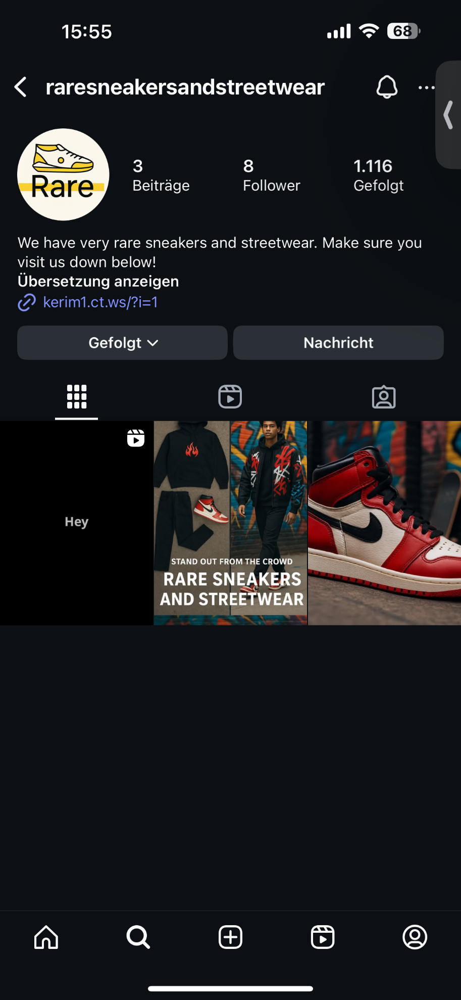 15:55
68
raresneakersandstreetwear
Rare
3
Beiträge
8
Follower
1.116
Gefolgt
We have very rare sneakers and streetwear. Make sure you
visit us down below!
Übersetzung anzeigen
kerim1.ct.ws/?i=1
Gefolgt
Nachricht
Hey
STAND OUT FROM THE CROWD
RARE SNEAKERS
AND STREETWEAR